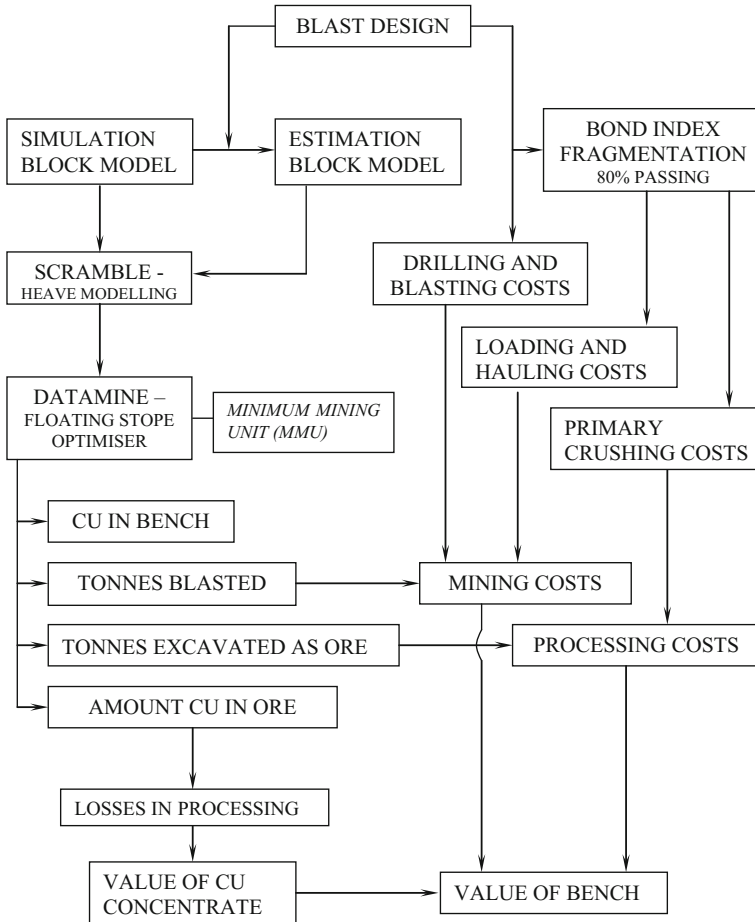 BLAST DESIGN
SIMULATION
BLOCK MODEL
ESTIMATION
BLOCK MODEL
BOND INDEX
FRAGMENTATION
80% PASSING
SCRAMBLE -
HEAVE MODELLING
DRILLING AND
BLASTING COSTS
LOADING AND
HAULING COSTS
DATAMINE –
FLOATING STOPE
OPTIMISER
MINIMUM MINING
UNIT (MMU)
PRIMARY
CRUSHING COSTS
CU IN BENCH
TONNES BLASTED
MINING COSTS
TONNES EXCAVATED AS ORE
PROCESSING COSTS
AMOUNT CU IN ORE
LOSSES IN PROCESSING
VALUE OF CU
CONCENTRATE
VALUE OF BENCH